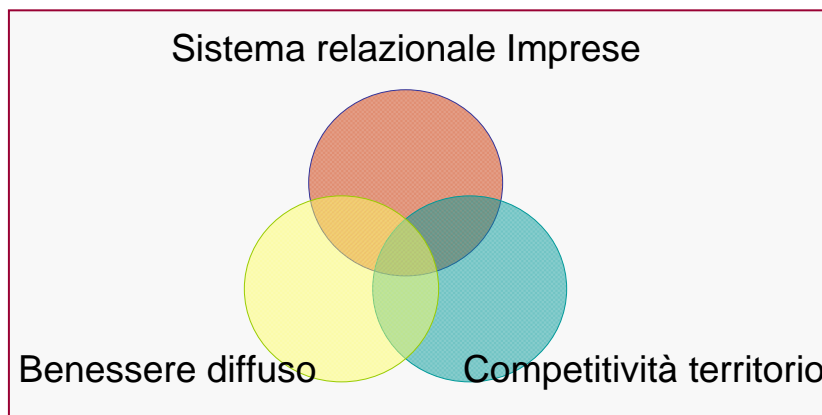 Sistema relazionale Imprese
Benessere diffuso
Competitività territorio